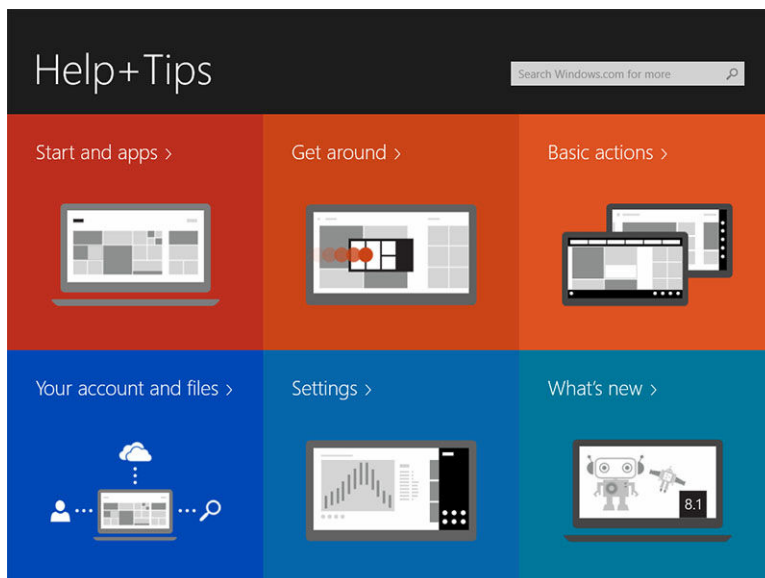 Help+Tips
Search Windows.com for more
Start and apps >
Get around >
Basic actions >
Your account and files >
Settings >
What's new >
8.1